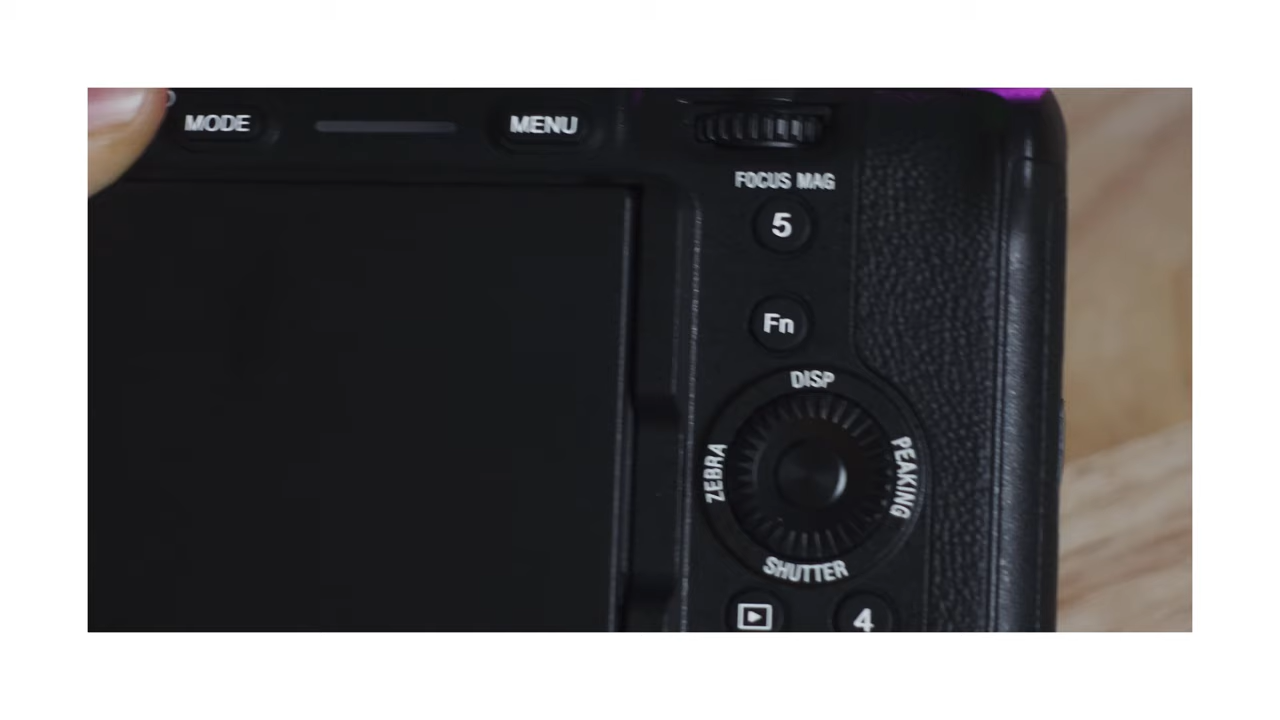 MODE
MENU
FOCUS MAG
5
Fn
DISP
ZEBRA
PEAKING
SHUTTER
4